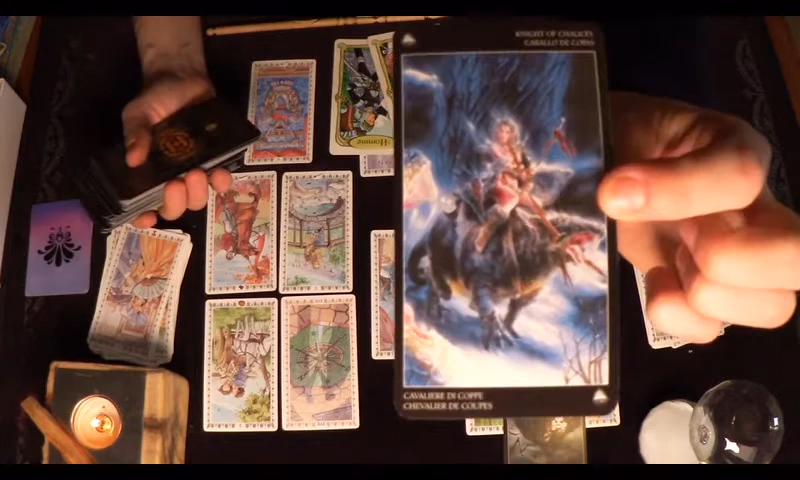 KNIGHT OF CHALICES
CABALLO DE COPAS
Homme
CAVALIERE DI COPPE
CHEVALIER DE COUPES